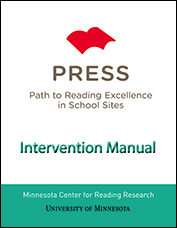 PRESS
Path to Reading Excellence
in School Sites
Intervention Manual
Minnesota Center for Reading Research
UNIVERSITY OF MINNESOTA